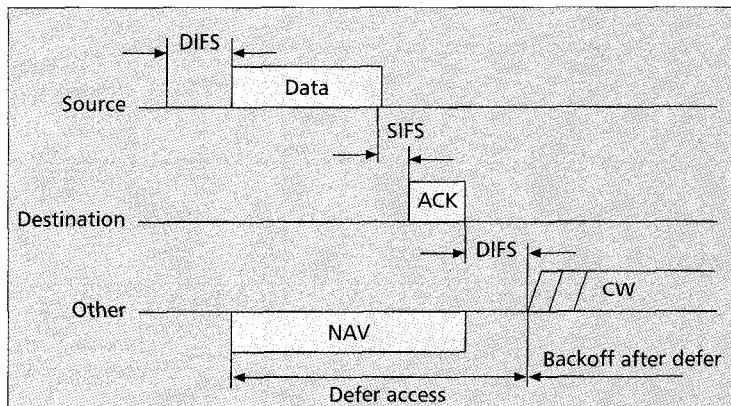 DIFS
Data
Source
SIFS
ACK
Destination
DIFS
CW
Other
NAV
Backoff after defer
Defer access